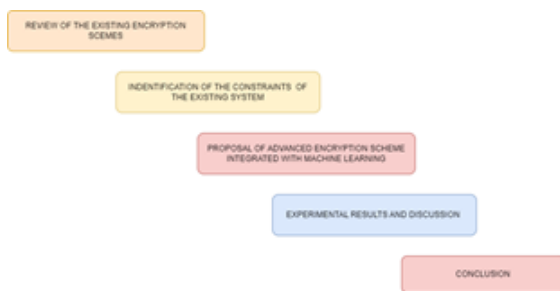 REVIEW OF THE EXISTING ENCRYPTION
SCEMES
INDENTIFICATION OF THE CONSTRAINTS OF
THE EXISTING SYSTEM
PROPOSAL OF ADVANCED ENCRYPTION SCHEME
INTEGRATED WITH MACHINE LEARNING
EXPERIMENTAL RESULTS AND DISCUSSION
CONCLUSION